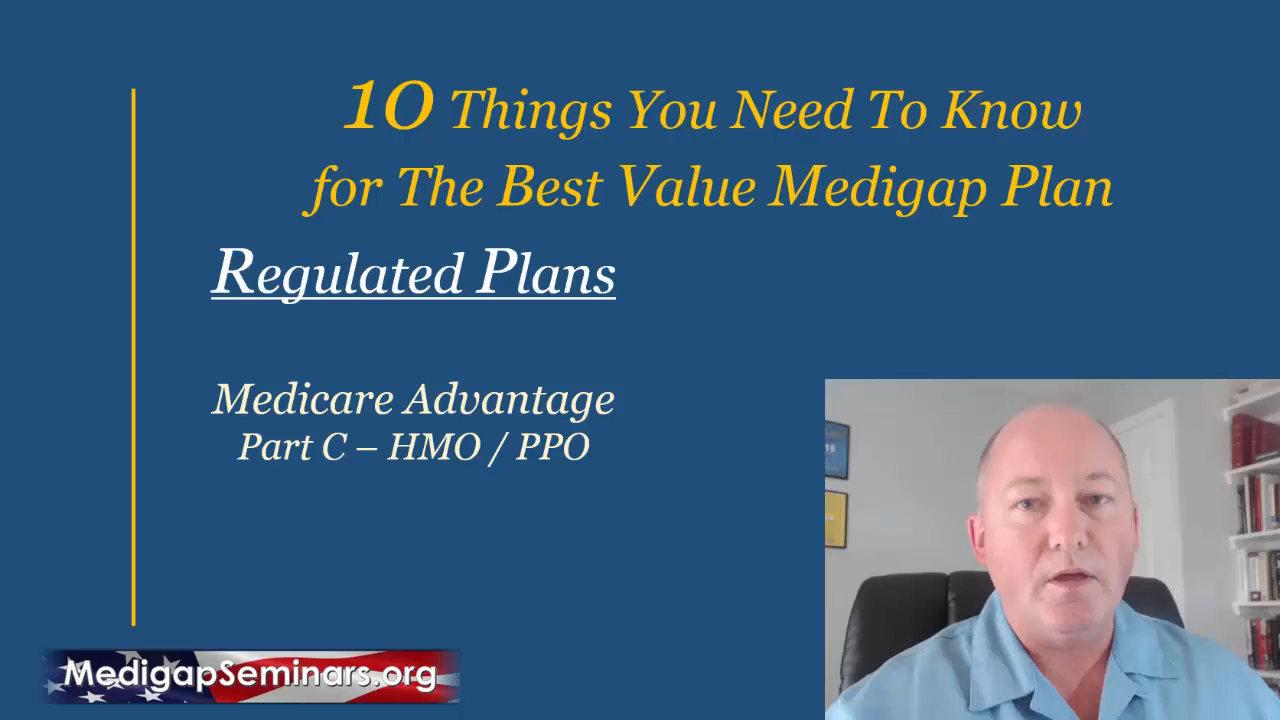 10 Things You Need To Know
for The Best Value Medigap Plan
Regulated Plans
Medicare Advantage
Part C – HMO / PPO
MedigapSeminars.org